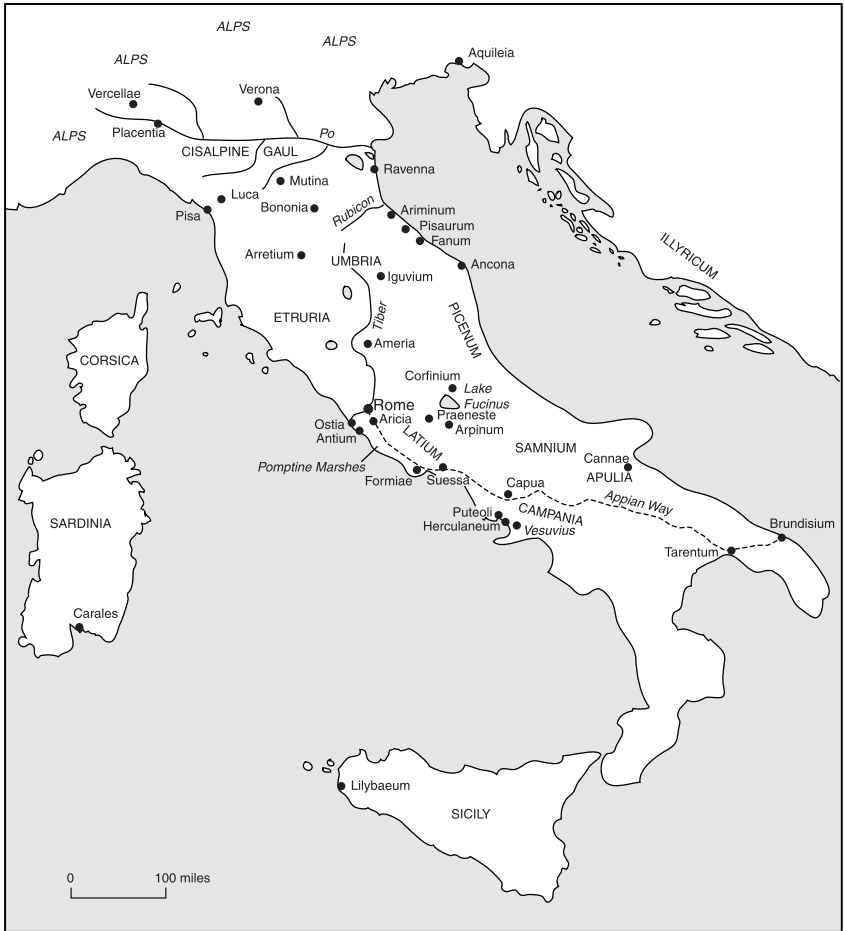 ALPS
ALPS
ALPS
Aquileia
Vercellae
Verona
Placentia
ALPS
Po
CISALPINE GAUL
Ravenna
Mutina
Luca
Pisa
Bononia
Rubicon
Ariminum
Pisaurum
Fanum
Arretium
UMBRIA
Ancona
ILLYRICUM
Iguvium
ETRURIA
Tiber
PICENUM
CORSICA
Ameria
Corfinium
Lake
Fucinus
Rome
Aricia
Praeneste
Ostia
Antium
Arpinum
LATIUM
SAMNIUM
Cannae
APULIA
Pomptine Marshes
Formiae
Suessa
Capua
Appian Way
SARDINIA
Puteoli
CAMPANIA
Herculaneum
Vesuvius
Brundisium
Tarentum
Carales
Lilybaeum
SICILY
0
100 miles